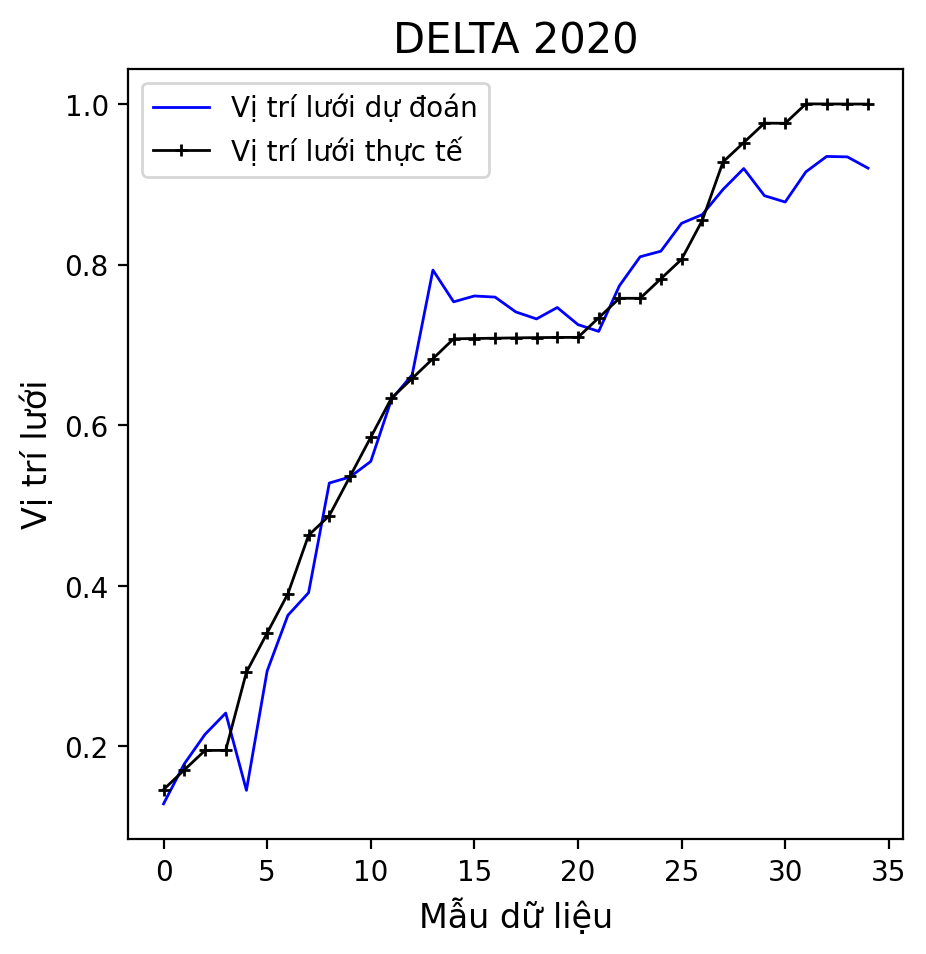 DELTA 2020
Vị trí lưới dự đoán
Vị trí lưới thực tế
1.0
0.8
0.6
0.4
0.2
Vị trí lưới
0 5 10 15 20 25 30 35
Mẫu dữ liệu